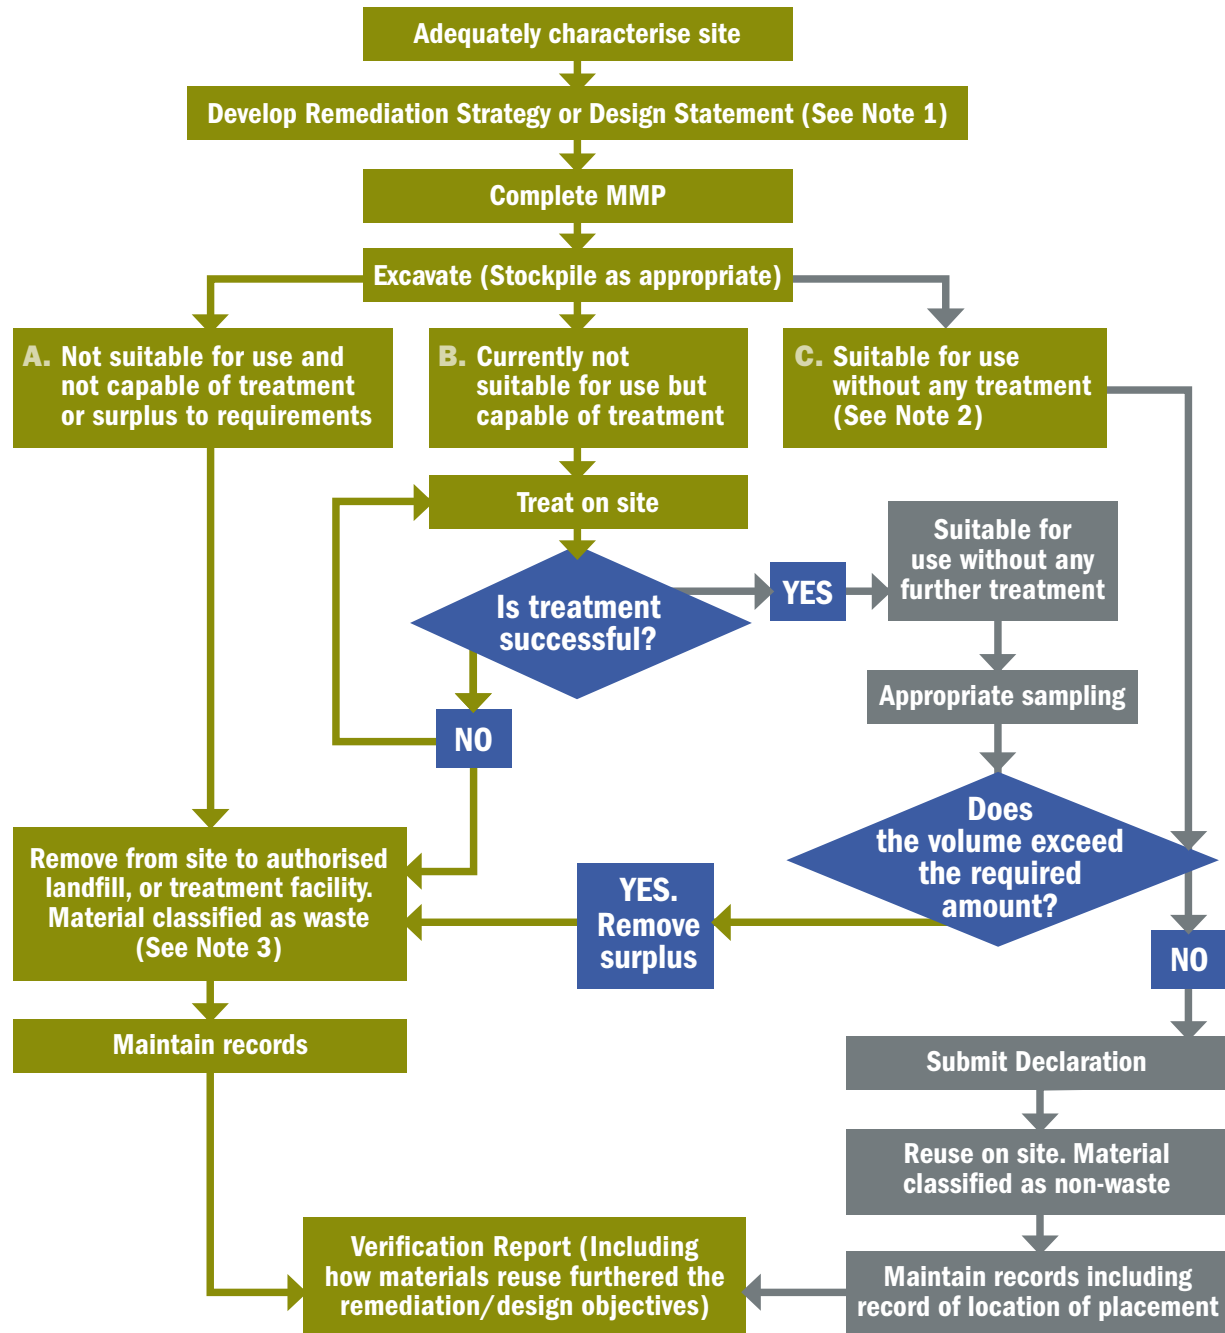 Adequately characterise site
Develop Remediation Strategy or Design Statement (See Note 1)
Complete MMP
Excavate (Stockpile as appropriate)
A. Not suitable for use and
not capable of treatment
or surplus to requirements
B. Currently not
suitable for use but
capable of treatment
C. Suitable for use
without any treatment
(See Note 2)
Treat on site
Is treatment
successful?
YES
Suitable for
use without any
further treatment
Appropriate sampling
NO
Does
the volume exceed
the required
amount?
YES.
Remove
surplus
Remove from site to authorised
landfill, or treatment facility.
Material classified as waste
(See Note 3)
NO
Maintain records
Submit Declaration
Reuse on site. Material
classified as non-waste
Maintain records including
record of location of placement
Verification Report (Including
how materials reuse furthered the
remediation/design objectives)